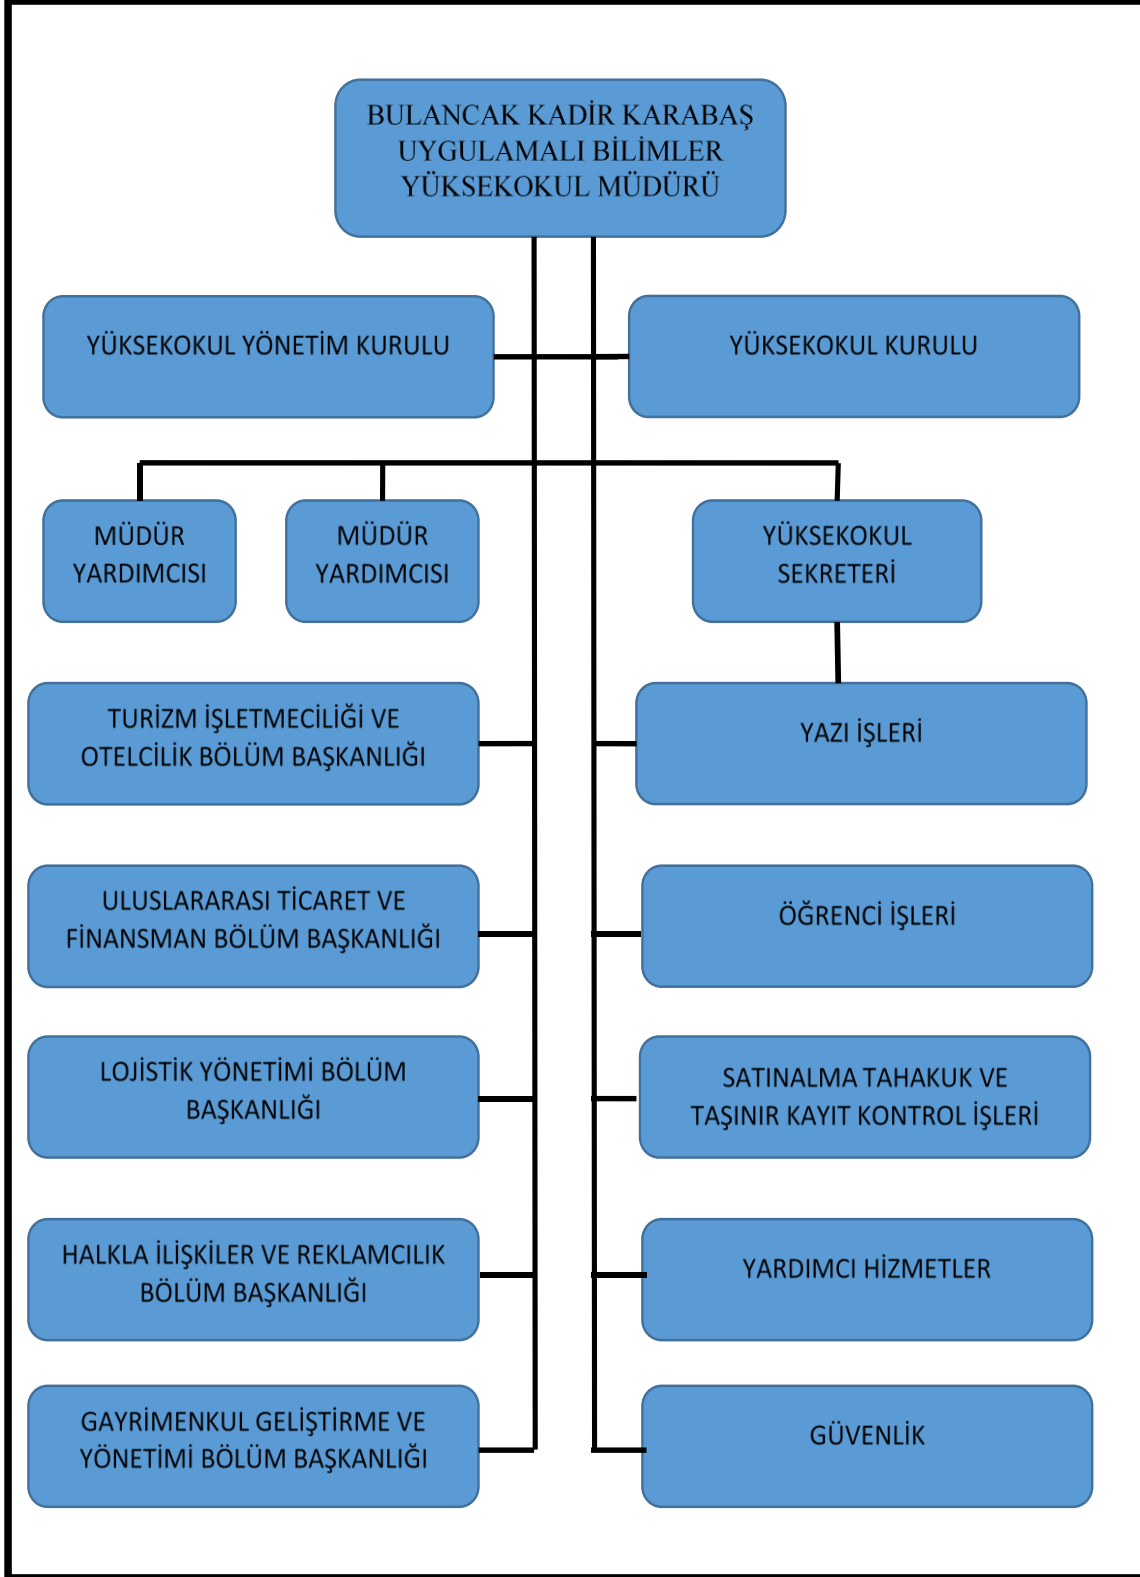 BULANCAK KADİR KARABAŞ
UYGULAMALI BİLİMLER
YÜKSEKOKUL MÜDÜRÜ
YÜKSEKOKUL YÖNETİM KURULU
YÜKSEKOKUL KURULU
MÜDÜR
YARDIMCISI
MÜDÜR
YARDIMCISI
YÜKSEKOKUL
SEKRETERİ
TURİZM İŞLETMECİLİĞİ VE
OTELCİLİK BÖLÜM BAŞKANLIĞI
YAZI İŞLERİ
ULUSLARARASI TİCARET VE
FİNANSMAN BÖLÜM BAŞKANLIĞI
ÖĞRENCİ İŞLERİ
LOJİSTİK YÖNETİMİ BÖLÜM
BAŞKANLIĞI
SATINALMA TAHAKUK VE
TAŞINIR KAYIT KONTROL İŞLERİ
HALKLA İLİŞKİLER VE REKLAMCILIK
BÖLÜM BAŞKANLIĞI
YARDIMCI HİZMETLER
GAYRİMENKUL GELİŞTİRME VE
YÖNETİMİ BÖLÜM BAŞKANLIĞI
GÜVENLİK